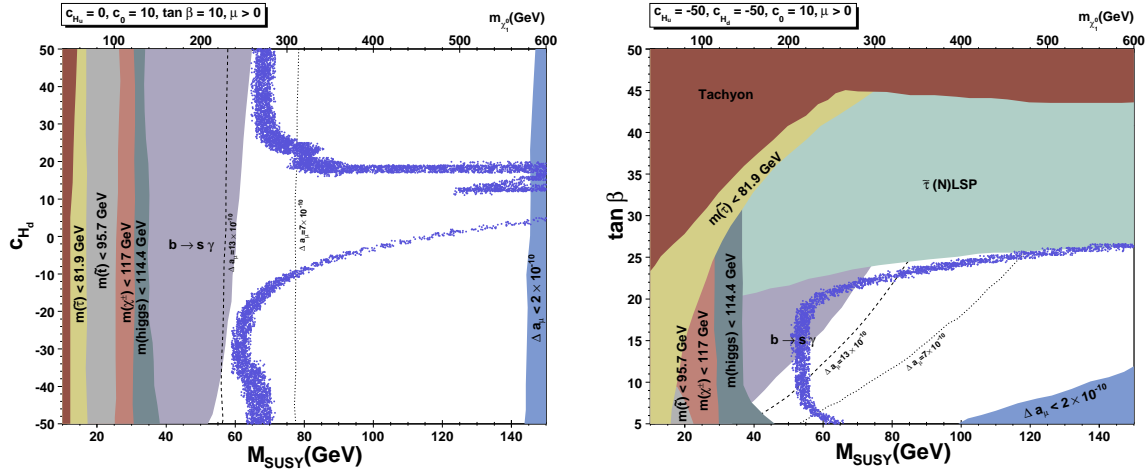 c_{H_u} = 0, c_0 = 10, tan β = 10, μ > 0
m_{χ̃_1^0}(GeV)
100 200 300 400 500 600
50
40
30
20
10
0
-10
-20
-30
-40
-50
c_{H_d}
m(τ̃) < 81.9 GeV
m(t̃) < 95.7 GeV
m(χ^±) < 117 GeV
m(higgs) < 114.4 GeV
b → s γ
Δ a_μ=13×10^{-10}
Δ a_μ=7×10^{-10}
Δ a_μ < 2 × 10^{-10}
20 40 60 80 100 120 140
M_{SUSY}(GeV)
c_{H_u} = -50, c_{H_d} = -50, c_0 = 10, μ > 0
m_{χ̃_1^0}(GeV)
100 200 300 400 500 600
50
45
40
35
30
25
20
15
10
5
tan β
Tachyon
m(τ̃) < 81.9 GeV
τ̃ (N)LSP
m(t̃) < 95.7 GeV
m(χ^±) < 117 GeV
m(higgs) < 114.4 GeV
b → s γ
Δ a_μ=13×10^{-10}
Δ a_μ=7×10^{-10}
Δ a_μ < 2 × 10^{-10}
20 40 60 80 100 120 140
M_{SUSY}(GeV)